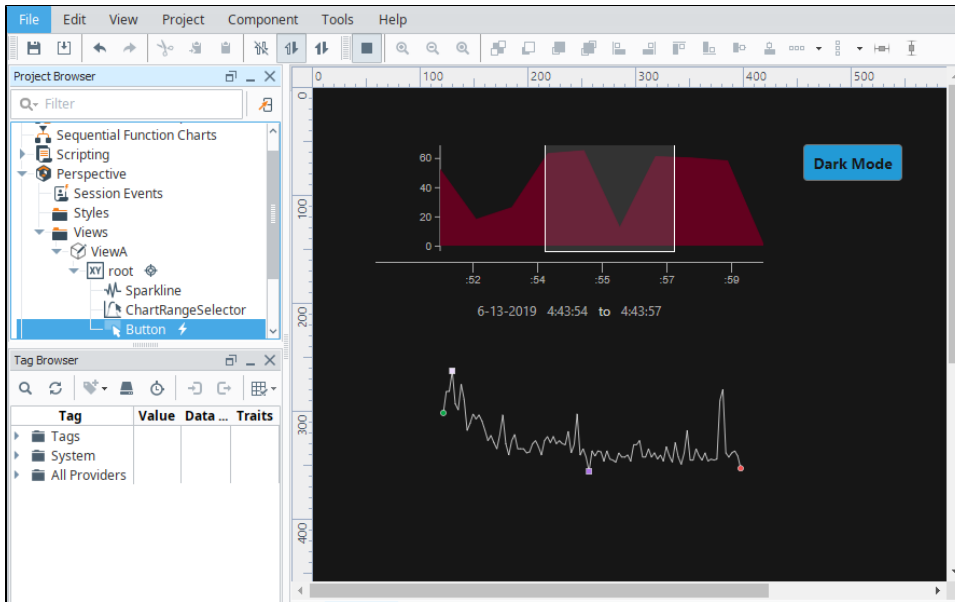 File Edit View Project Component Tools Help
Project Browser
Filter
Sequential Function Charts
Scripting
Perspective
Session Events
Styles
Views
ViewA
XY root
Sparkline
ChartRangeSelector
Button
Tag Browser
Tag Value Data ... Traits
Tags
System
All Providers
0 100 200 300 400 500
0
100
200
300
400
Dark Mode
60
40
20
0
:52 :54 :55 :57 :59
6-13-2019 4:43:54 to 4:43:57